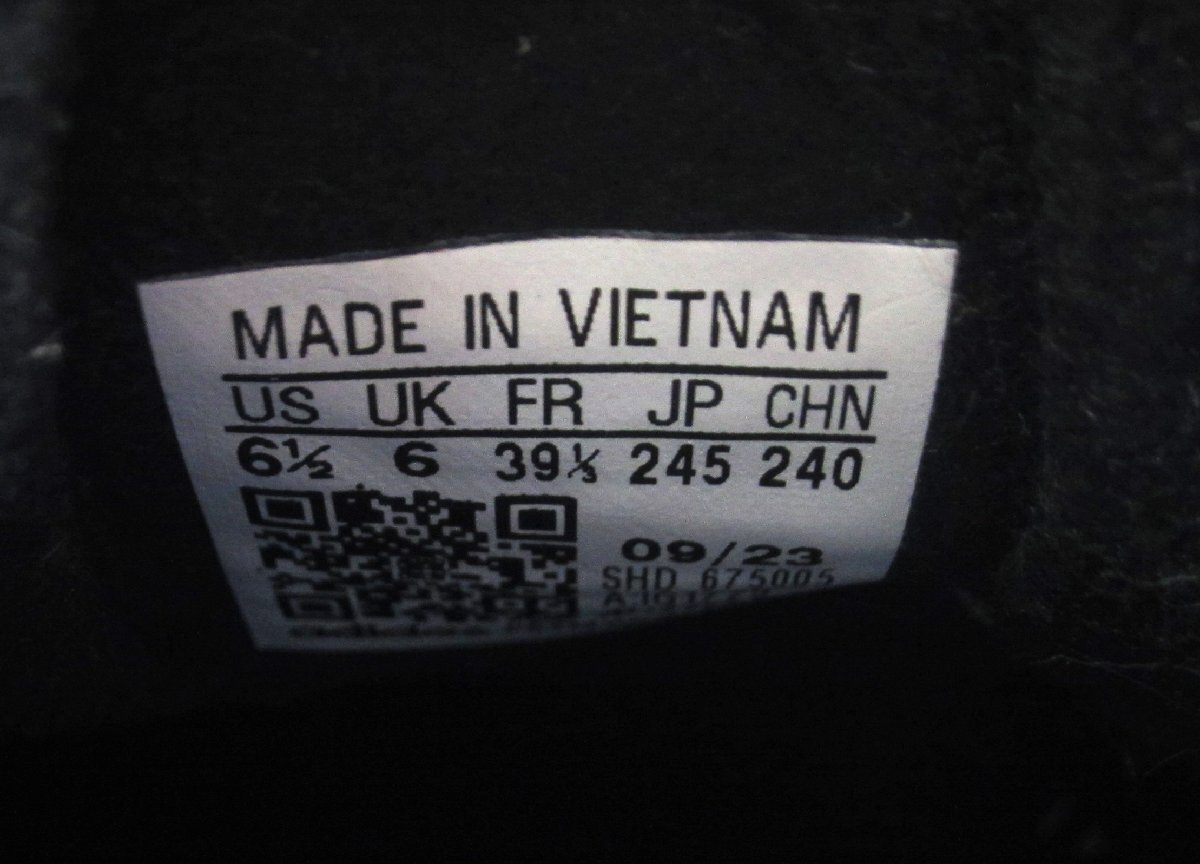 MADE IN VIETNAM
US UK FR JP CHN
6½ 6 39⅓ 245 240
09/23
SHD 675005